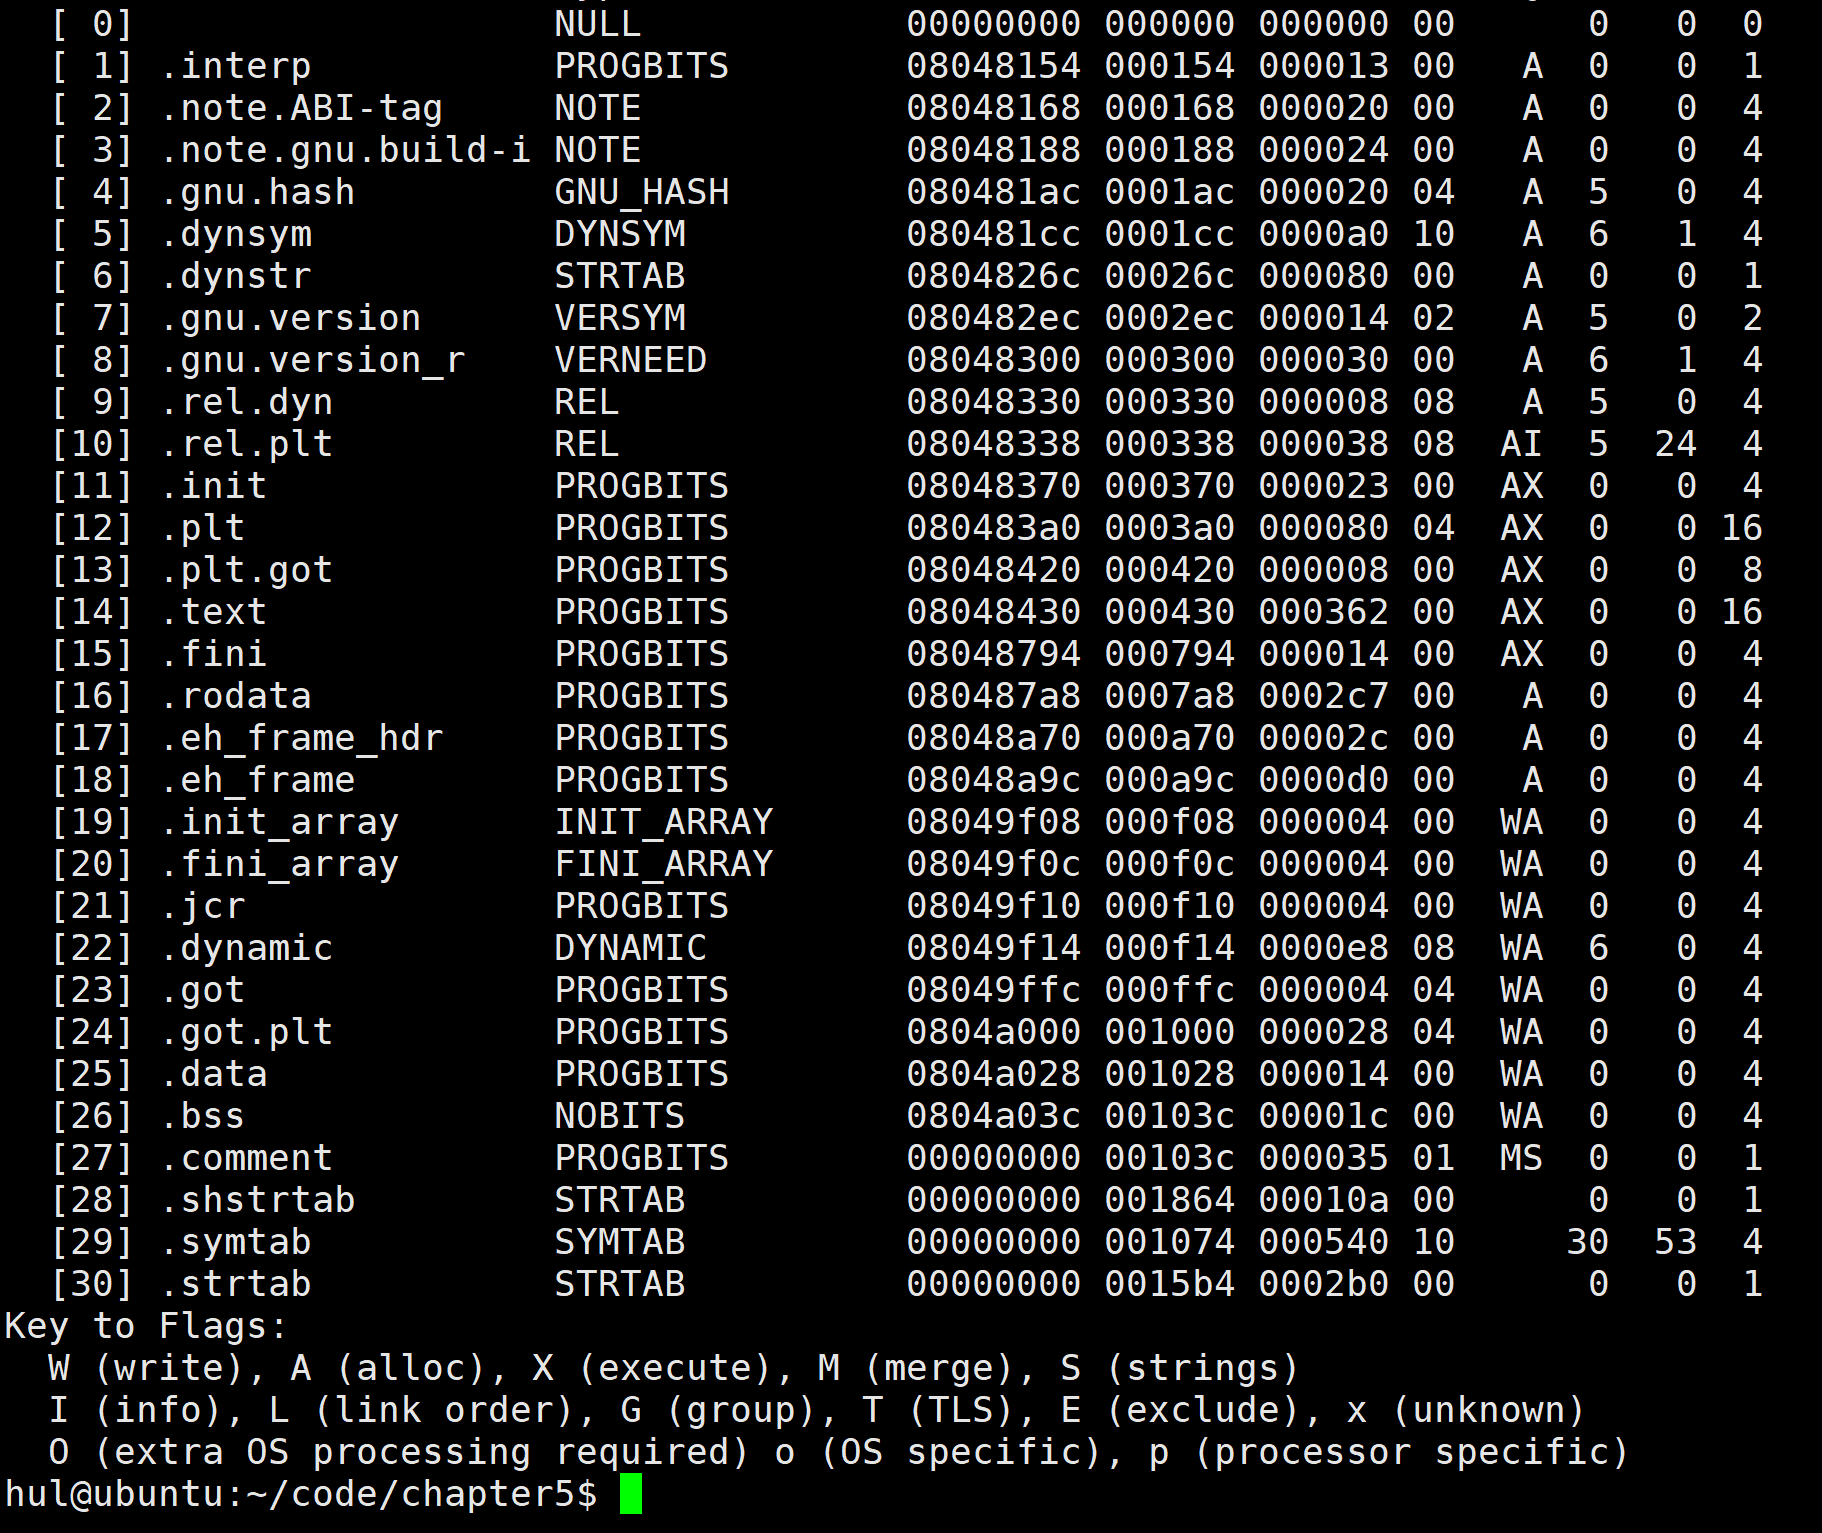 [ 0] NULL 00000000 000000 000000 00 0 0 0
[ 1] .interp PROGBITS 08048154 000154 000013 00 A 0 0 1
[ 2] .note.ABI-tag NOTE 08048168 000168 000020 00 A 0 0 4
[ 3] .note.gnu.build-i NOTE 08048188 000188 000024 00 A 0 0 4
[ 4] .gnu.hash GNU_HASH 080481ac 0001ac 000020 04 A 5 0 4
[ 5] .dynsym DYNSYM 080481cc 0001cc 0000a0 10 A 6 1 4
[ 6] .dynstr STRTAB 0804826c 00026c 000080 00 A 0 0 1
[ 7] .gnu.version VERSYM 080482ec 0002ec 000014 02 A 5 0 2
[ 8] .gnu.version_r VERNEED 08048300 000300 000030 00 A 6 1 4
[ 9] .rel.dyn REL 08048330 000330 000008 08 A 5 0 4
[10] .rel.plt REL 08048338 000338 000038 08 AI 5 24 4
[11] .init PROGBITS 08048370 000370 000023 00 AX 0 0 4
[12] .plt PROGBITS 080483a0 0003a0 000080 04 AX 0 0 16
[13] .plt.got PROGBITS 08048420 000420 000008 00 AX 0 0 8
[14] .text PROGBITS 08048430 000430 000362 00 AX 0 0 16
[15] .fini PROGBITS 08048794 000794 000014 00 AX 0 0 4
[16] .rodata PROGBITS 080487a8 0007a8 0002c7 00 A 0 0 4
[17] .eh_frame_hdr PROGBITS 08048a70 000a70 00002c 00 A 0 0 4
[18] .eh_frame PROGBITS 08048a9c 000a9c 0000d0 00 A 0 0 4
[19] .init_array INIT_ARRAY 08049f08 000f08 000004 00 WA 0 0 4
[20] .fini_array FINI_ARRAY 08049f0c 000f0c 000004 00 WA 0 0 4
[21] .jcr PROGBITS 08049f10 000f10 000004 00 WA 0 0 4
[22] .dynamic DYNAMIC 08049f14 000f14 0000e8 08 WA 6 0 4
[23] .got PROGBITS 08049ffc 000ffc 000004 04 WA 0 0 4
[24] .got.plt PROGBITS 0804a000 001000 000028 04 WA 0 0 4
[25] .data PROGBITS 0804a028 001028 000014 00 WA 0 0 4
[26] .bss NOBITS 0804a03c 00103c 00001c 00 WA 0 0 4
[27] .comment PROGBITS 00000000 00103c 000035 01 MS 0 0 1
[28] .shstrtab STRTAB 00000000 001864 00010a 00 0 0 1
[29] .symtab SYMTAB 00000000 001074 000540 10 30 53 4
[30] .strtab STRTAB 00000000 0015b4 0002b0 00 0 0 1
Key to Flags:
W (write), A (alloc), X (execute), M (merge), S (strings)
I (info), L (link order), G (group), T (TLS), E (exclude), x (unknown)
O (extra OS processing required) o (OS specific), p (processor specific)
hul@ubuntu:~/code/chapter5$